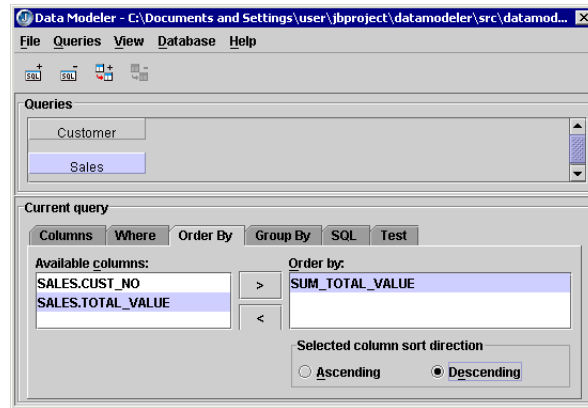 Data Modeler - C:\Documents and Settings\user\jbproject\datamodeler\src\datamod...
File Queries View Database Help
SQL SQL
Queries
Customer
Sales
Current query
Columns Where Order By Group By SQL Test
Available columns: Order by:
SALES.CUST_NO > SUM_TOTAL_VALUE
SALES.TOTAL_VALUE
<
Selected column sort direction
Ascending Descending